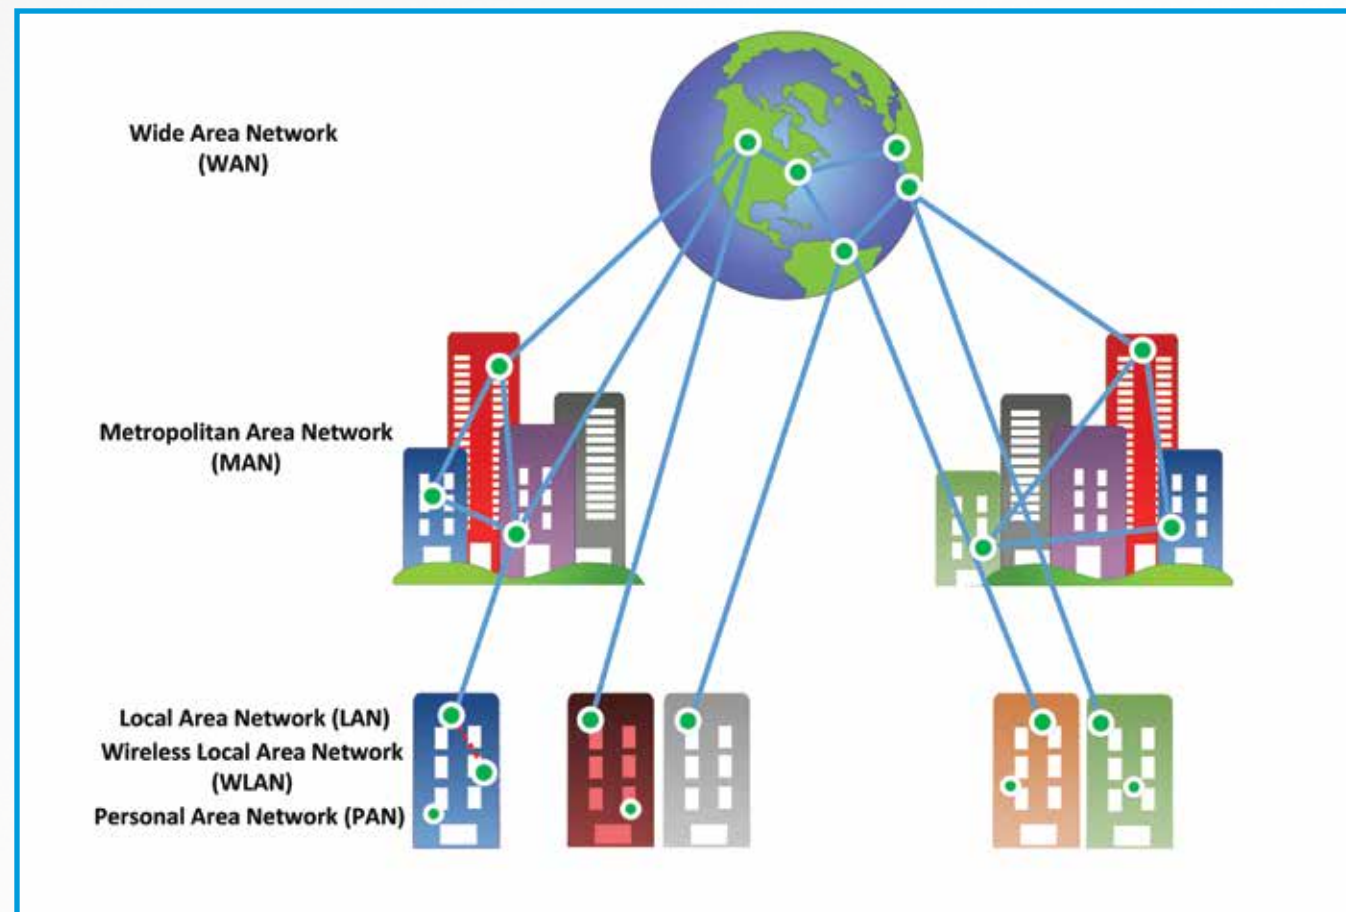 Wide Area Network
(WAN)
Metropolitan Area Network
(MAN)
Local Area Network (LAN)
Wireless Local Area Network
(WLAN)
Personal Area Network (PAN)